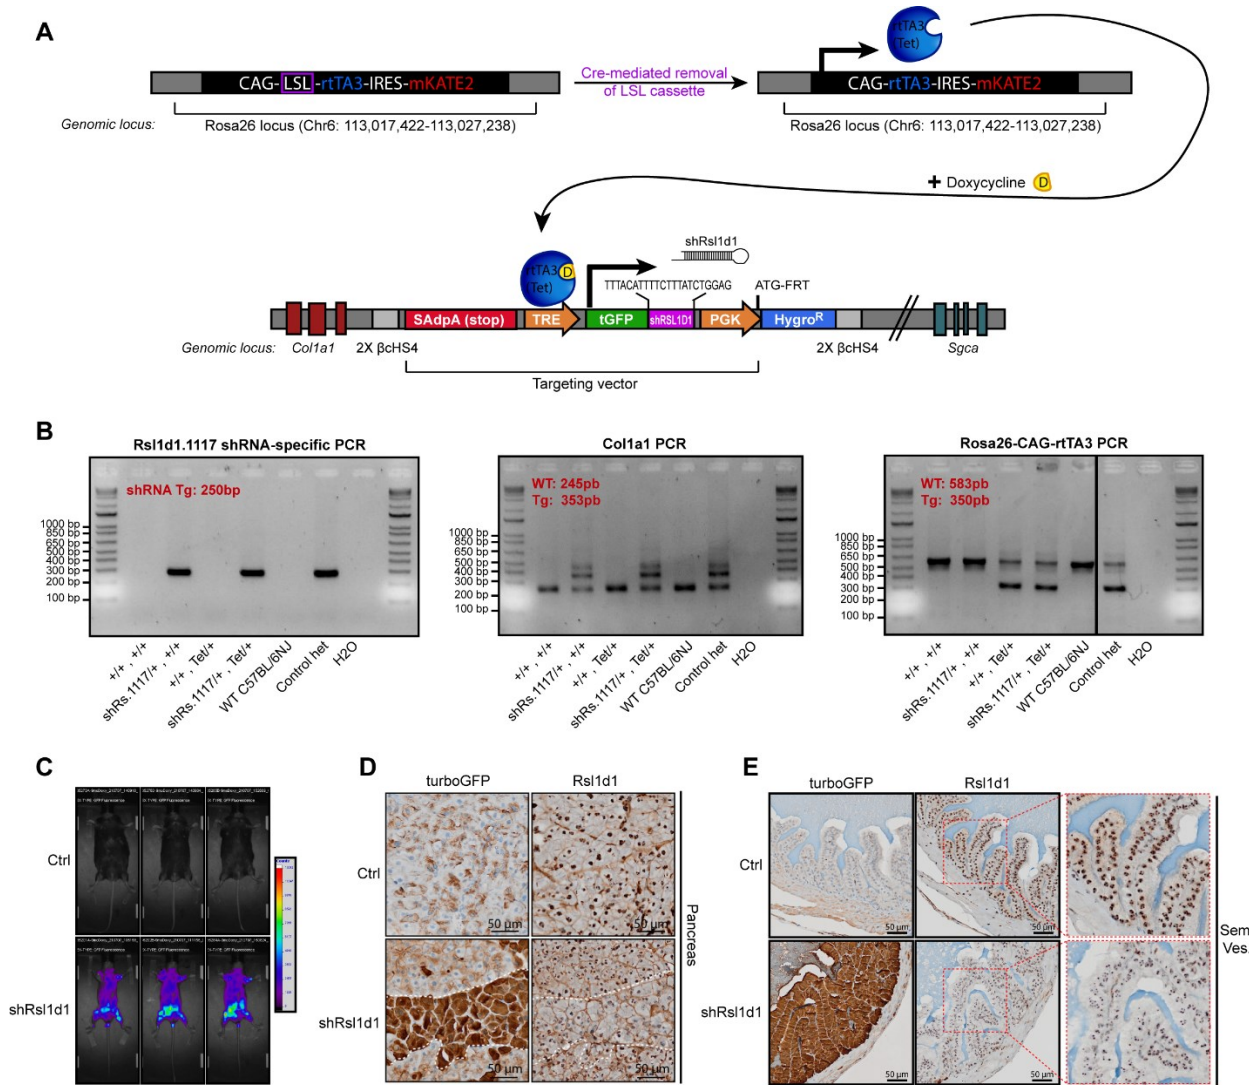 A
CAG- LSL -rtTA3-IRES-mKATE2
Cre-mediated removal
of LSL cassette
rtTA3
(Tet)
CAG-rtTA3-IRES-mKATE2
Genomic locus:
Rosa26 locus (Chr6: 113,017,422-113,027,238)
Rosa26 locus (Chr6: 113,017,422-113,027,238)
+ Doxycycline D
shRsl1d1
rtTA3 D
(Tet)
TTTACATTTTCTTTATCTGGAG
ATG-FRT
SAdpA (stop)
TRE
tGFP
shRSL1D1
PGK
HygroR
Genomic locus:
Col1a1
2X βcHS4
2X βcHS4
Sgca
Targeting vector
B
Rsl1d1.1117 shRNA-specific PCR
shRNA Tg: 250bp
1000 bp
850 bp
650 bp
500 bp
400 bp
300 bp
200 bp
100 bp
+/+ , +/+
shRs.1117/+ , +/+
+/+ , Tet/+
shRs.1117/+ , Tet/+
WT C57BL/6NJ
Control het
H2O
Col1a1 PCR
WT: 245pb
Tg: 353pb
1000 bp
850 bp
650 bp
500 bp
400 bp
300 bp
200 bp
100 bp
+/+ , +/+
shRs.1117/+ , +/+
+/+ , Tet/+
shRs.1117/+ , Tet/+
WT C57BL/6NJ
Control het
H2O
Rosa26-CAG-rtTA3 PCR
WT: 583pb
Tg: 350pb
1000 bp
850 bp
650 bp
500 bp
400 bp
300 bp
200 bp
100 bp
+/+ , +/+
shRs.1117/+ , +/+
+/+ , Tet/+
shRs.1117/+ , Tet/+
WT C57BL/6NJ
Control het
H2O
C
Ctrl
shRsl1d1
D
turboGFP
Rsl1d1
Ctrl
50 µm
50 µm
shRsl1d1
50 µm
50 µm
Pancreas
E
turboGFP
Rsl1d1
Ctrl
50 µm
50 µm
shRsl1d1
50 µm
50 µm
Sem.
Ves.